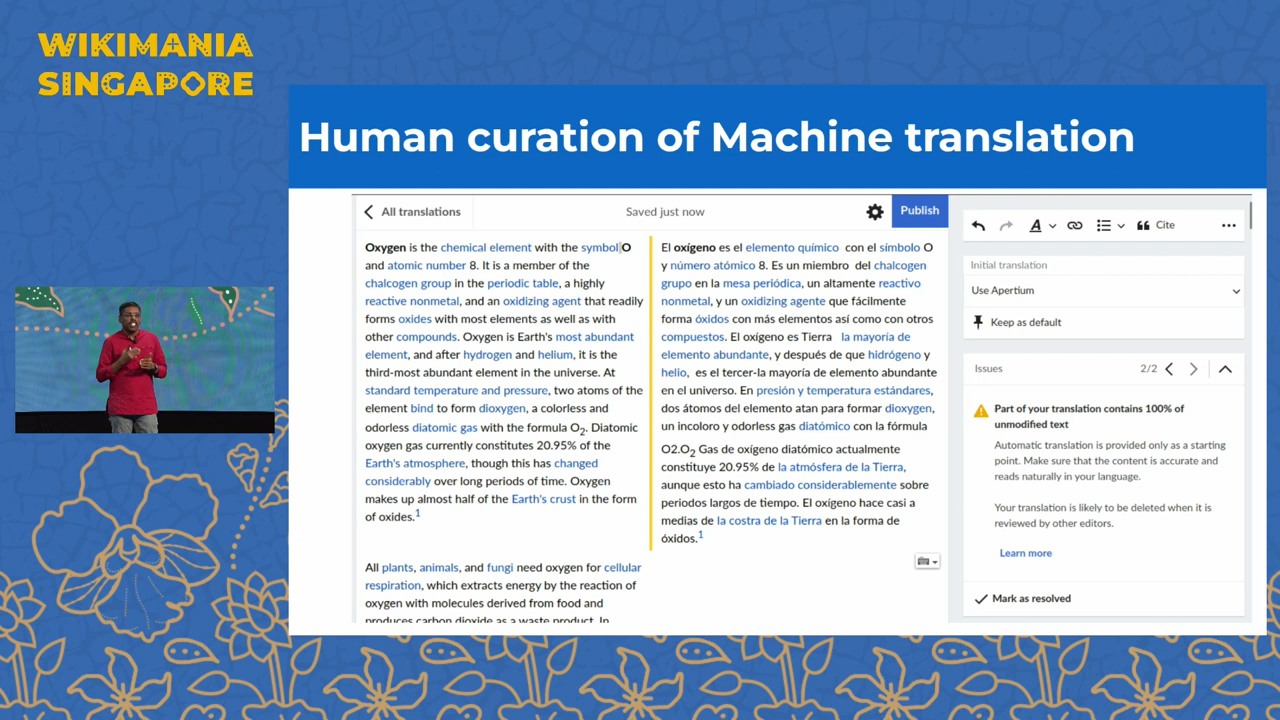 WIKIMANIA
SINGAPORE
Human curation of Machine translation
All translations
Saved just now
Publish
Oxygen is the chemical element with the symbol O
and atomic number 8. It is a member of the
chalcogen group in the periodic table, a highly
reactive nonmetal, and an oxidizing agent that readily
forms oxides with most elements as well as with
other compounds. Oxygen is Earth's most abundant
element, and after hydrogen and helium, it is the
third-most abundant element in the universe. At
standard temperature and pressure, two atoms of the
element bind to form dioxygen, a colorless and
odorless diatomic gas with the formula O2. Diatomic
oxygen gas currently constitutes 20.95% of the
Earth's atmosphere, though this has changed
considerably over long periods of time. Oxygen
makes up almost half of the Earth's crust in the form
of oxides.1
All plants, animals, and fungi need oxygen for cellular
respiration, which extracts energy by the reaction of
oxygen with molecules derived from food and
produces carbon dioxide as a waste product. In
El oxígeno es el elemento químico con el símbolo O
y número atómico 8. Es un miembro del chalcogen
grupo en la mesa periódica, un altamente reactivo
nonmetal, y un oxidizing agente que fácilmente
forma óxidos con más elementos así como con otros
compuestos. El oxígeno es Tierra la mayoría de
elemento abundante, y después de que hidrógeno y
helio, es el tercer-la mayoría de elemento abundante
en el universo. En presión y temperatura estándares,
dos átomos del elemento atan para formar dioxygen,
un incoloro y odorless gas diatómico con la fórmula
O2.O2 Gas de oxígeno diatómico actualmente
constituye 20.95% de la atmósfera de la Tierra,
aunque esto ha cambiado considerablemente sobre
periodos largos de tiempo. El oxígeno hace casi a
medias de la costra de la Tierra en la forma de
óxidos.1
A
Cite
Initial translation
Use Apertium
Keep as default
Issues
2/2
Part of your translation contains 100% of
unmodified text
Automatic translation is provided only as a starting
point. Make sure that the content is accurate and
reads naturally in your language.
Your translation is likely to be deleted when it is
reviewed by other editors.
Learn more
Mark as resolved